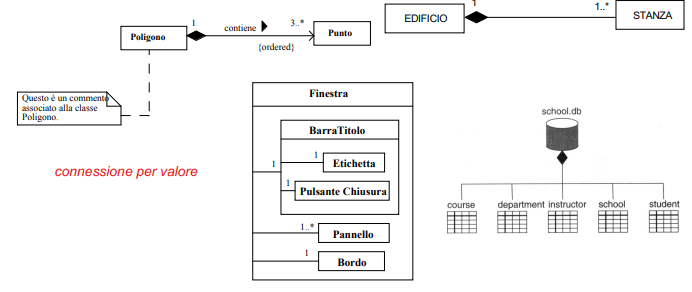 1
contiene
3..*
Poligono
Punto
{ordered}
Questo è un commento
associato alla classe
Poligono.
connessione per valore
EDIFICIO
1
1..*
STANZA
Finestra
BarraTitolo
1
1
Etichetta
1
Pulsante Chiusura
1..*
Pannello
1
Bordo
school.db
course
department
instructor
school
student